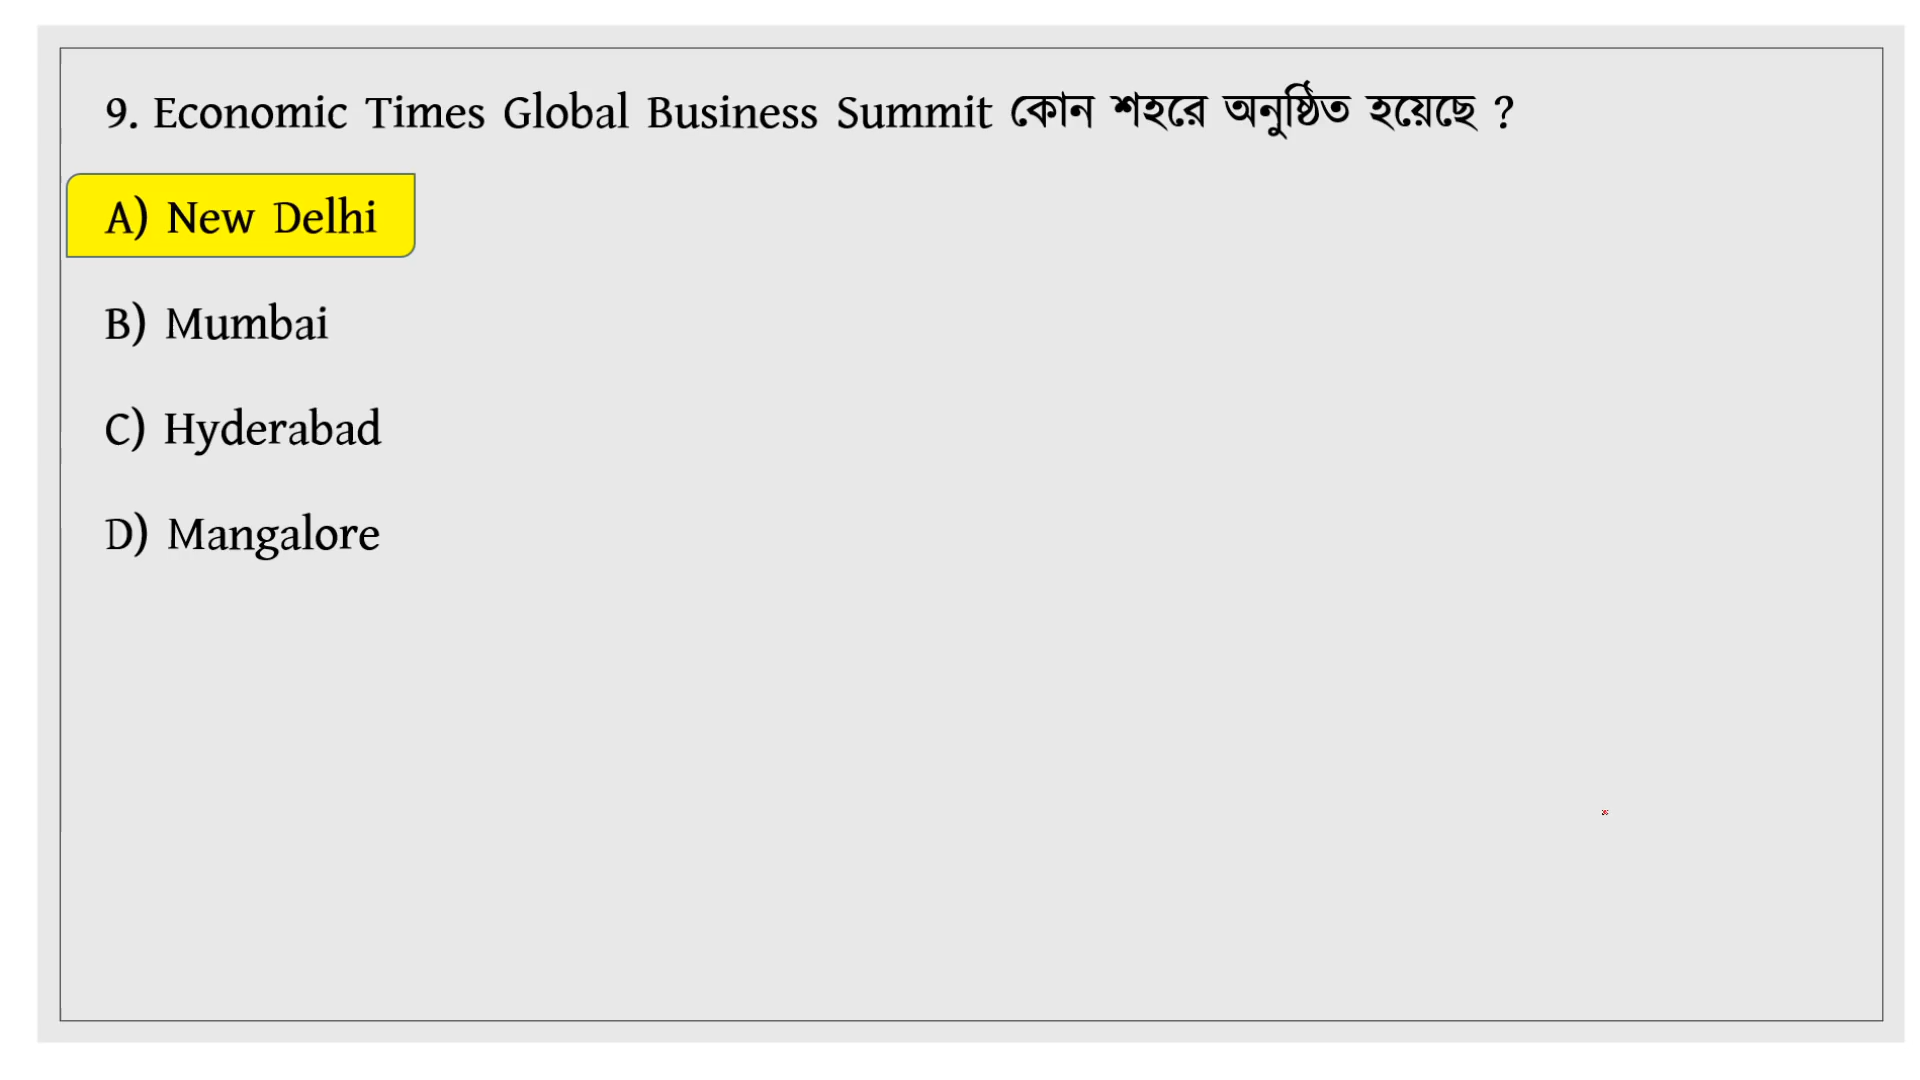 9. Economic Times Global Business Summit কোন শহরে অনুষ্ঠিত হয়েছে ?
A) New Delhi
B) Mumbai
C) Hyderabad
D) Mangalore